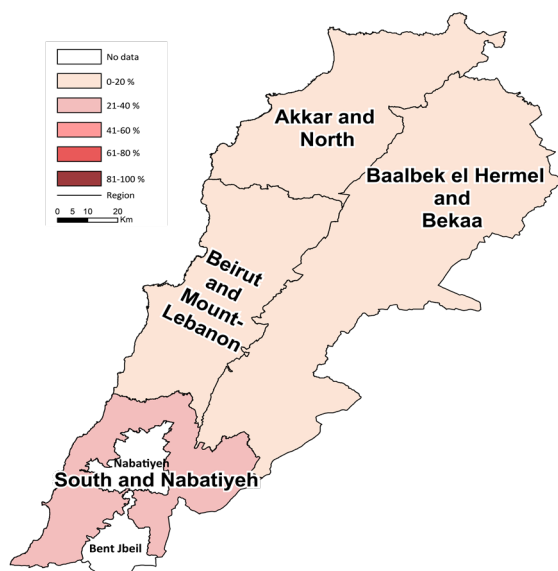 No data
0-20 %
21-40 %
41-60 %
61-80 %
81-100 %
Region
0 5 10 20
Km
Akkar and
North
Baalbek el Hermel
and
Bekaa
Beirut
and
Mount-
Lebanon
Nabatiyeh
South and Nabatiyeh
Bent Jbeil